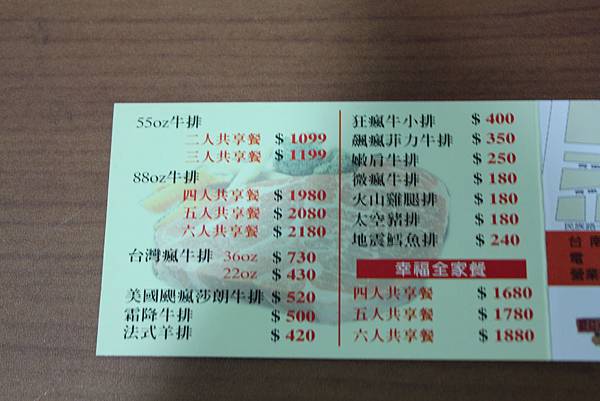 55oz牛排
二人共享餐 $ 1099
三人共享餐 $ 1199
88oz牛排
四人共享餐 $ 1980
五人共享餐 $ 2080
六人共享餐 $ 2180
台灣瘋牛排 36oz $ 730
22oz $ 430
美國颶瘋莎朗牛排 $ 520
霜降牛排 $ 500
法式羊排 $ 420
狂瘋牛小排 $ 400
飆瘋菲力牛排 $ 350
嫩肩牛排 $ 250
微瘋牛排 $ 180
火山雞腿排 $ 180
太空豬排 $ 180
地震鱈魚排 $ 240
幸福全家餐
四人共享餐 $ 1680
五人共享餐 $ 1780
六人共享餐 $ 1880
民族路
台南
電
營業